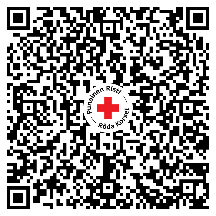 Punainen Risti
Röda Korset